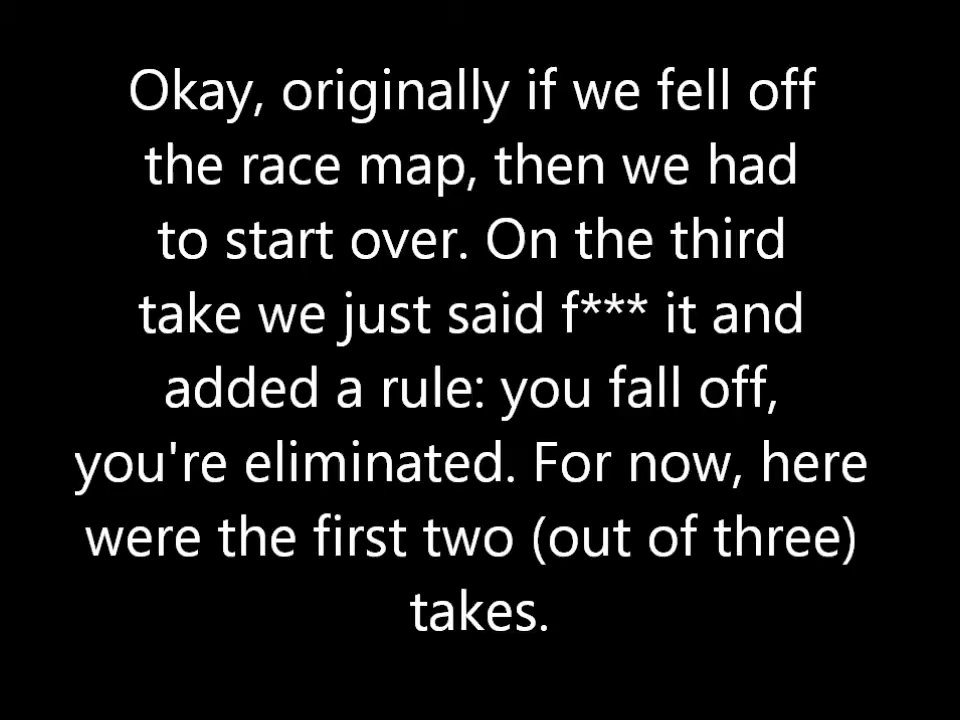 Okay, originally if we fell off
the race map, then we had
to start over. On the third
take we just said f*** it and
added a rule: you fall off,
you're eliminated. For now, here
were the first two (out of three)
takes.